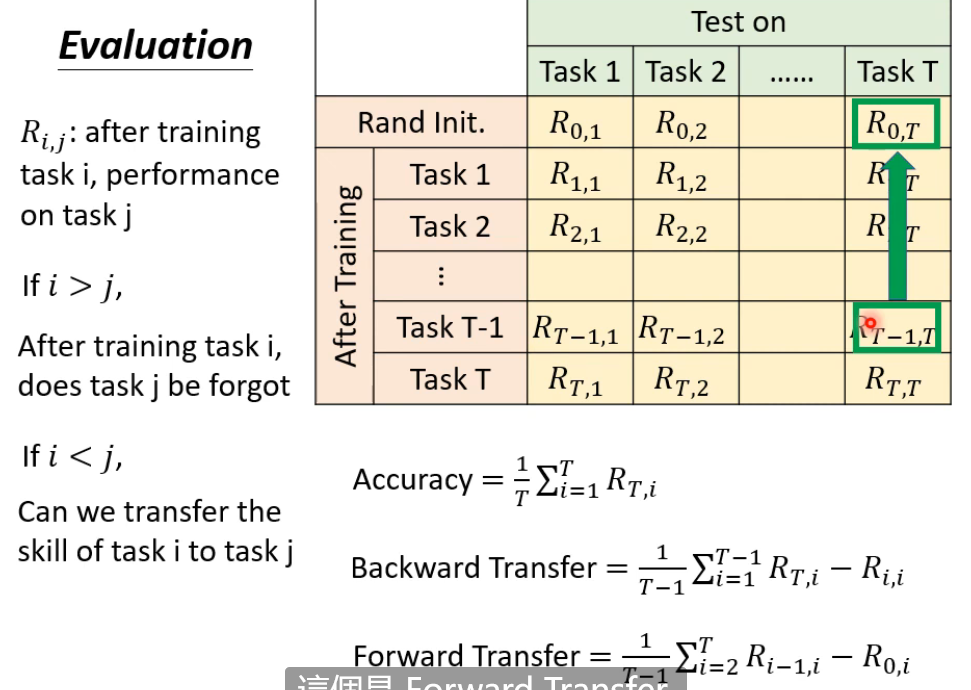 Evaluation
R_{i,j}: after training
task i, performance
on task j
If i > j,
After training task i,
does task j be forgot
If i < j,
Can we transfer the
skill of task i to task j
Test on
Task 1 Task 2 …… Task T
Rand Init. R_{0,1} R_{0,2} R_{0,T}
After Training
Task 1 R_{1,1} R_{1,2} R T
Task 2 R_{2,1} R_{2,2} R T
⋮
Task T-1 R_{T−1,1} R_{T−1,2} R_{T−1,T}
Task T R_{T,1} R_{T,2} R_{T,T}
Accuracy = \frac{1}{T} \sum_{i=1}^{T} R_{T,i}
Backward Transfer = \frac{1}{T−1} \sum_{i=1}^{T−1} R_{T,i} − R_{i,i}
Forward Transfer = \frac{1}{T−1} \sum_{i=2}^{T} R_{i−1,i} − R_{0,i}
這個是 Forward Transfer